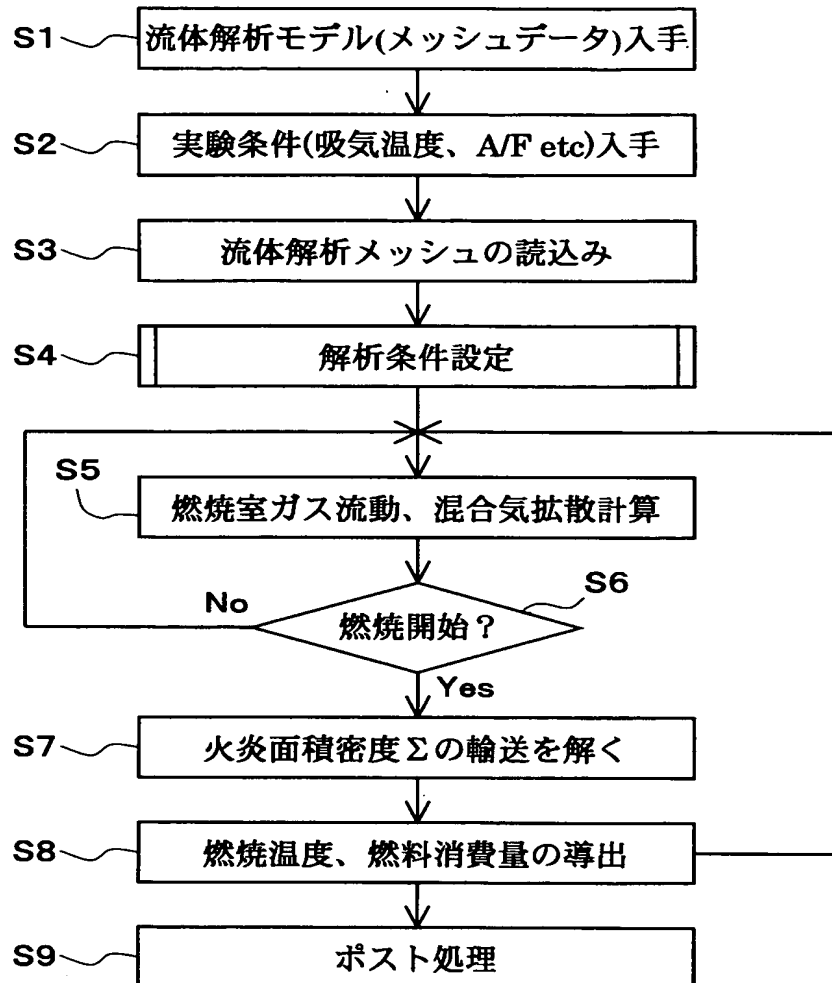 S1 流体解析モデル(メッシュデータ)入手
S2 実験条件(吸気温度、A/F etc)入手
S3 流体解析メッシュの読込み
S4 解析条件設定
S5
燃焼室ガス流動、混合気拡散計算
S6
No
燃焼開始？
Yes
S7 火炎面積密度Σの輸送を解く
S8 燃焼温度、燃料消費量の導出
S9 ポスト処理